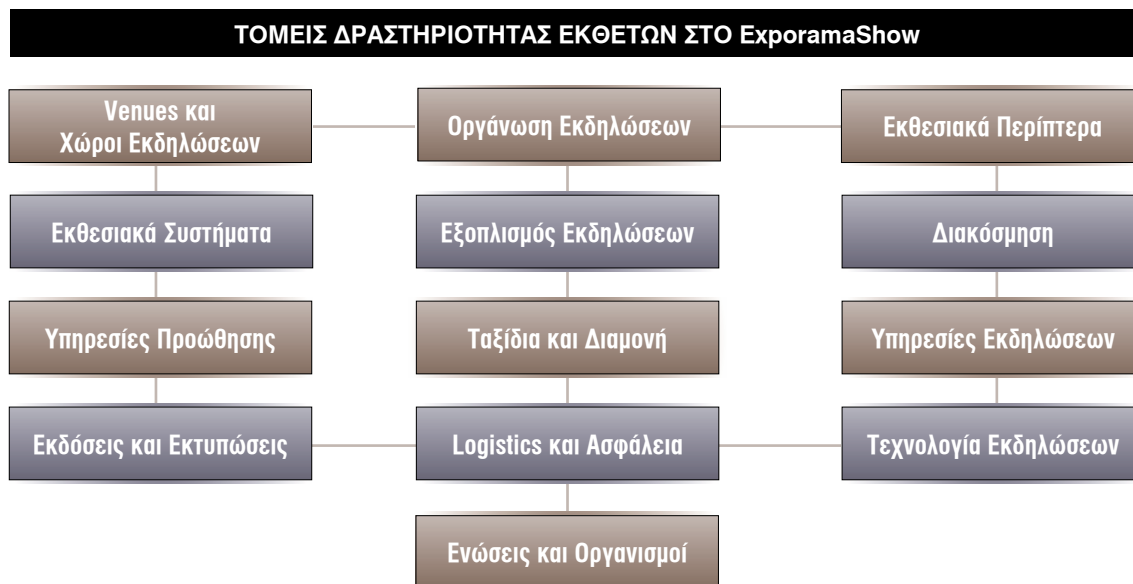 ΤΟΜΕΙΣ ΔΡΑΣΤΗΡΙΟΤΗΤΑΣ ΕΚΘΕΤΩΝ ΣΤΟ ExporamaShow
Venues και
Χώροι Εκδηλώσεων
Οργάνωση Εκδηλώσεων
Εκθεσιακά Περίπτερα
Εκθεσιακά Συστήματα
Εξοπλισμός Εκδηλώσεων
Διακόσμηση
Υπηρεσίες Προώθησης
Ταξίδια και Διαμονή
Υπηρεσίες Εκδηλώσεων
Εκδόσεις και Εκτυπώσεις
Logistics και Ασφάλεια
Τεχνολογία Εκδηλώσεων
Ενώσεις και Οργανισμοί